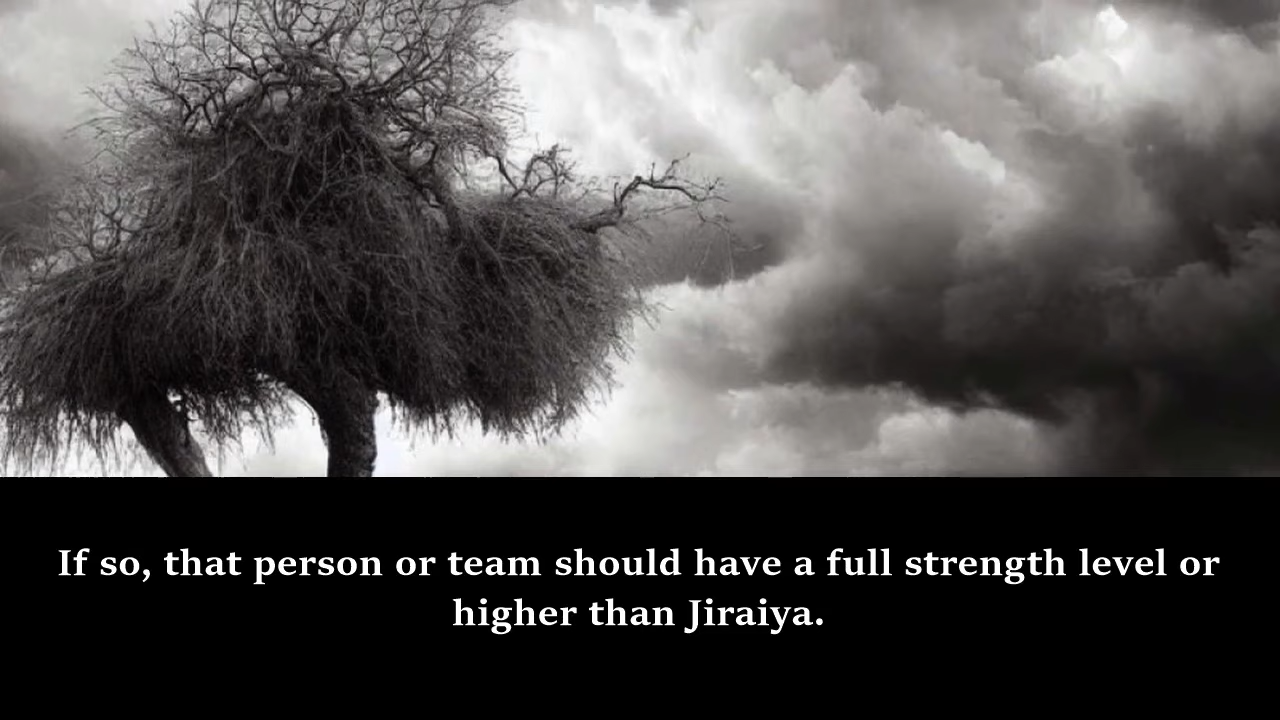 If so, that person or team should have a full strength level or
higher than Jiraiya.